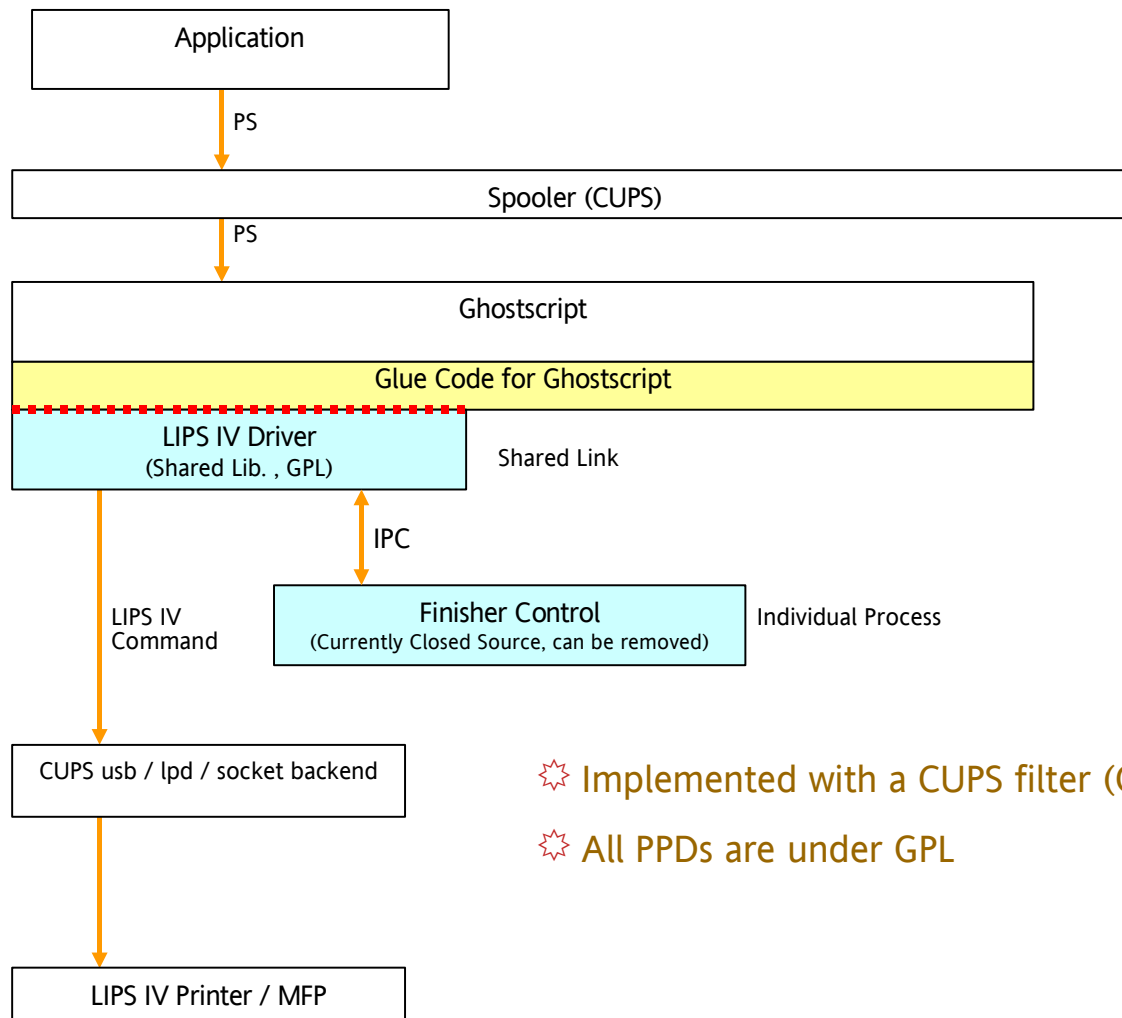 Application
PS
Spooler (CUPS)
PS
Ghostscript
Glue Code for Ghostscript
LIPS IV Driver
(Shared Lib. , GPL)
Shared Link
IPC
LIPS IV
Command
Finisher Control
(Currently Closed Source, can be removed)
Individual Process
CUPS usb / lpd / socket backend
Implemented with a CUPS filter (
All PPDs are under GPL
LIPS IV Printer / MFP